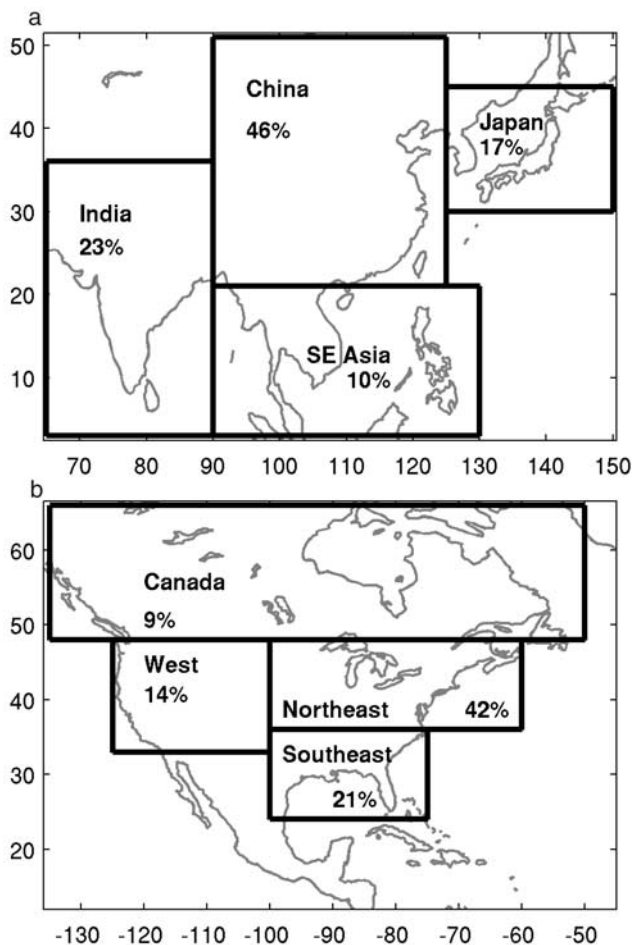 a
50
40
30
20
10
China
46%
Japan
17%
India
23%
SE Asia
10%
70 80 90 100 110 120 130 140 150
b
60
50
40
30
20
Canada
9%
West
14%
Northeast 42%
Southeast
21%
-130 -120 -110 -100 -90 -80 -70 -60 -50